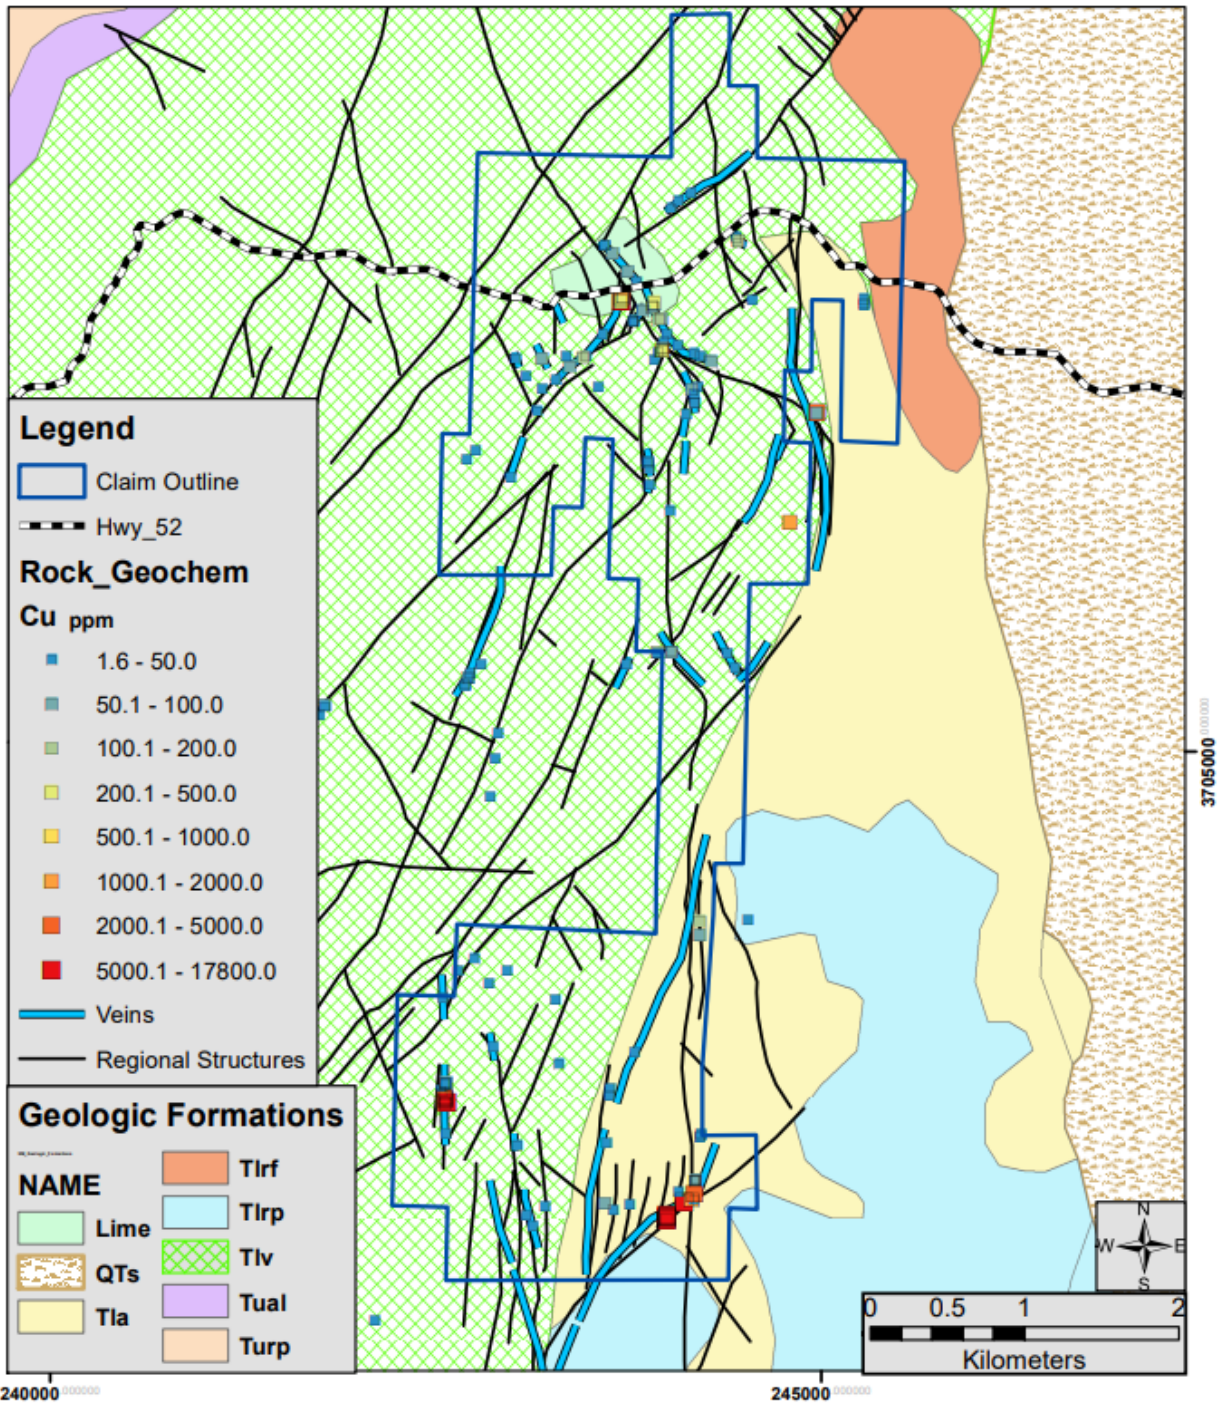 Legend
Claim Outline
Hwy_52
Rock_Geochem
Cu ppm
1.6 - 50.0
50.1 - 100.0
100.1 - 200.0
200.1 - 500.0
500.1 - 1000.0
1000.1 - 2000.0
2000.1 - 5000.0
5000.1 - 17800.0
Veins
Regional Structures
Geologic Formations
NAME
Lime
QTs
Tla
Tlrf
Tlrp
Tlv
Tual
Turp
3705000.000000
N
W E
S
0 0.5 1 2
Kilometers
240000.000000
245000.000000